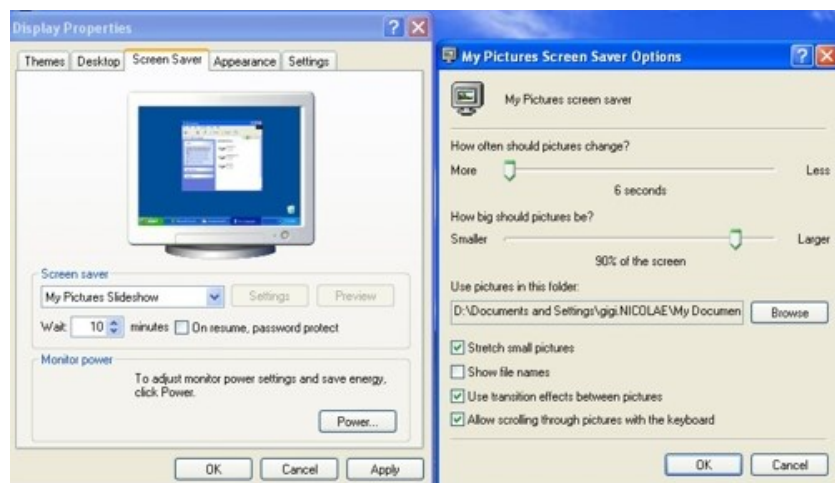 Display Properties
Themes Desktop Screen Saver Appearance Settings
Screen saver
My Pictures Slideshow Settings Preview
Wait: 10 minutes On resume, password protect
Monitor power
To adjust monitor power settings and save energy,
click Power.
Power...
OK Cancel Apply
My Pictures Screen Saver Options
My Pictures screen saver
How often should pictures change?
More Less
6 seconds
How big should pictures be?
Smaller Larger
90% of the screen
Use pictures in this folder:
D:\Documents and Settings\gigi.NICOLAE\My Documen Browse
Stretch small pictures
Show file names
Use transition effects between pictures
Allow scrolling through pictures with the keyboard
OK Cancel